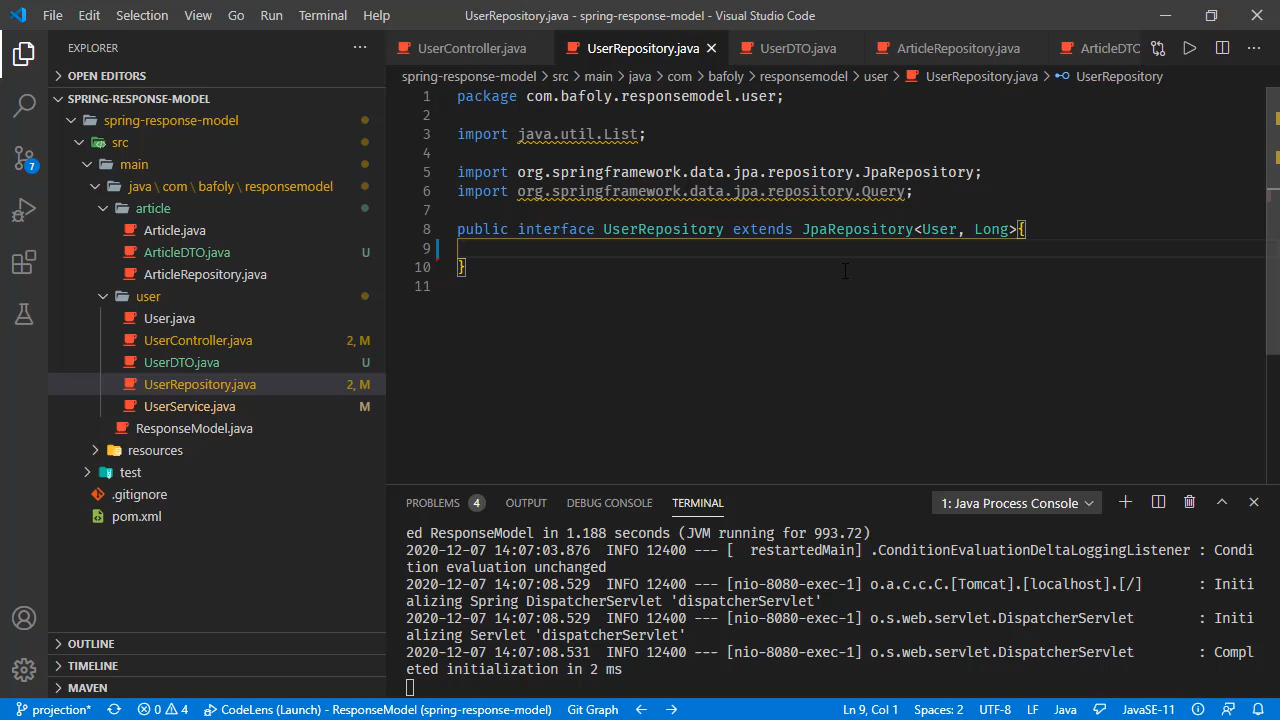 File Edit Selection View Go Run Terminal Help UserRepository.java - spring-response-model - Visual Studio Code
EXPLORER
OPEN EDITORS
SPRING-RESPONSE-MODEL
spring-response-model
src
main
java \ com \ bafoly \ responsemodel
article
Article.java
ArticleDTO.java U
ArticleRepository.java
user
User.java
UserController.java 2, M
UserDTO.java U
UserRepository.java 2, M
UserService.java M
ResponseModel.java
resources
test
.gitignore
pom.xml
OUTLINE
TIMELINE
MAVEN
7
UserController.java UserRepository.java UserDTO.java ArticleRepository.java ArticleDTO
spring-response-model > src > main > java > com > bafoly > responsemodel > user > UserRepository.java > UserRepository
1 package com.bafoly.responsemodel.user;
2
3 import java.util.List;
4
5 import org.springframework.data.jpa.repository.JpaRepository;
6 import org.springframework.data.jpa.repository.Query;
7
8 public interface UserRepository extends JpaRepository<User, Long>{
9
10 }
11
PROBLEMS 4 OUTPUT DEBUG CONSOLE TERMINAL 1: Java Process Console
ed ResponseModel in 1.188 seconds (JVM running for 993.72)
2020-12-07 14:07:03.876 INFO 12400 --- [ restartedMain] .ConditionEvaluationDeltaLoggingListener : Condi
tion evaluation unchanged
2020-12-07 14:07:08.529 INFO 12400 --- [nio-8080-exec-1] o.a.c.c.C.[Tomcat].[localhost].[/] : Initi
alizing Spring DispatcherServlet 'dispatcherServlet'
2020-12-07 14:07:08.529 INFO 12400 --- [nio-8080-exec-1] o.s.web.servlet.DispatcherServlet : Initi
alizing Servlet 'dispatcherServlet'
2020-12-07 14:07:08.531 INFO 12400 --- [nio-8080-exec-1] o.s.web.servlet.DispatcherServlet : Compl
eted initialization in 2 ms
projection* 0 4 CodeLens (Launch) - ResponseModel (spring-response-model) Git Graph Ln 9, Col 1 Spaces: 2 UTF-8 LF Java JavaSE-11